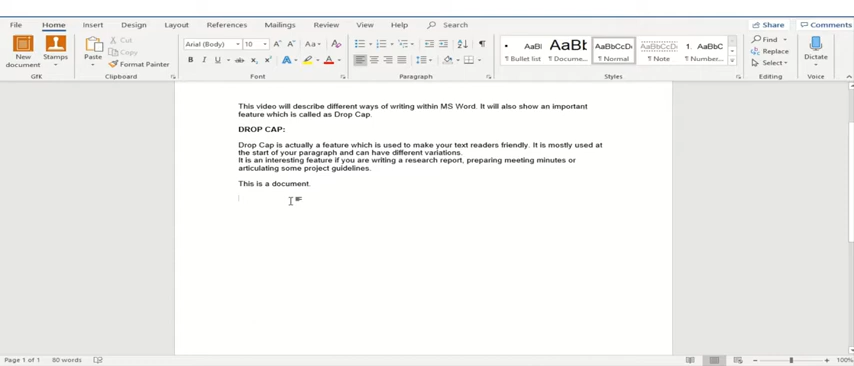 File Home Insert Design Layout References Mailings Review View Help Search Share Comments
New document Stamps GfK
Paste Cut Copy Format Painter Clipboard
Arial (Body) 10 Aa Font
Paragraph
AaBl AaBb AaBbCcDc AaBbCcDc 1. AaBbC
Bullet list Docume... Normal Note Number... Styles
Find Replace Select Editing
Dictate Voice
This video will describe different ways of writing within MS Word. It will also show an important
feature which is called as Drop Cap.
DROP CAP:
Drop Cap is actually a feature which is used to make your text readers friendly. It is mostly used at
the start of your paragraph and can have different variations.
It is an interesting feature if you are writing a research report, preparing meeting minutes or
articulating some project guidelines.
This is a document.
Page 1 of 1 80 words 100%